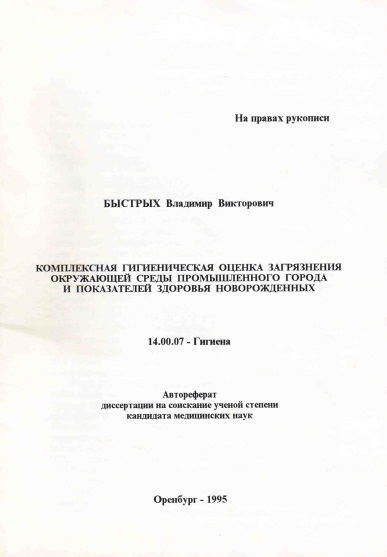 На правах рукописи
БЫСТРЫХ Владимир Викторович
КОМПЛЕКСНАЯ ГИГИЕНИЧЕСКАЯ ОЦЕНКА ЗАГРЯЗНЕНИЯ
ОКРУЖАЮЩЕЙ СРЕДЫ ПРОМЫШЛЕННОГО ГОРОДА
И ПОКАЗАТЕЛЕЙ ЗДОРОВЬЯ НОВОРОЖДЕННЫХ
14.00.07 - Гигиена
Автореферат
диссертации на соискание ученой степени
кандидата медицинских наук
Оренбург - 1995